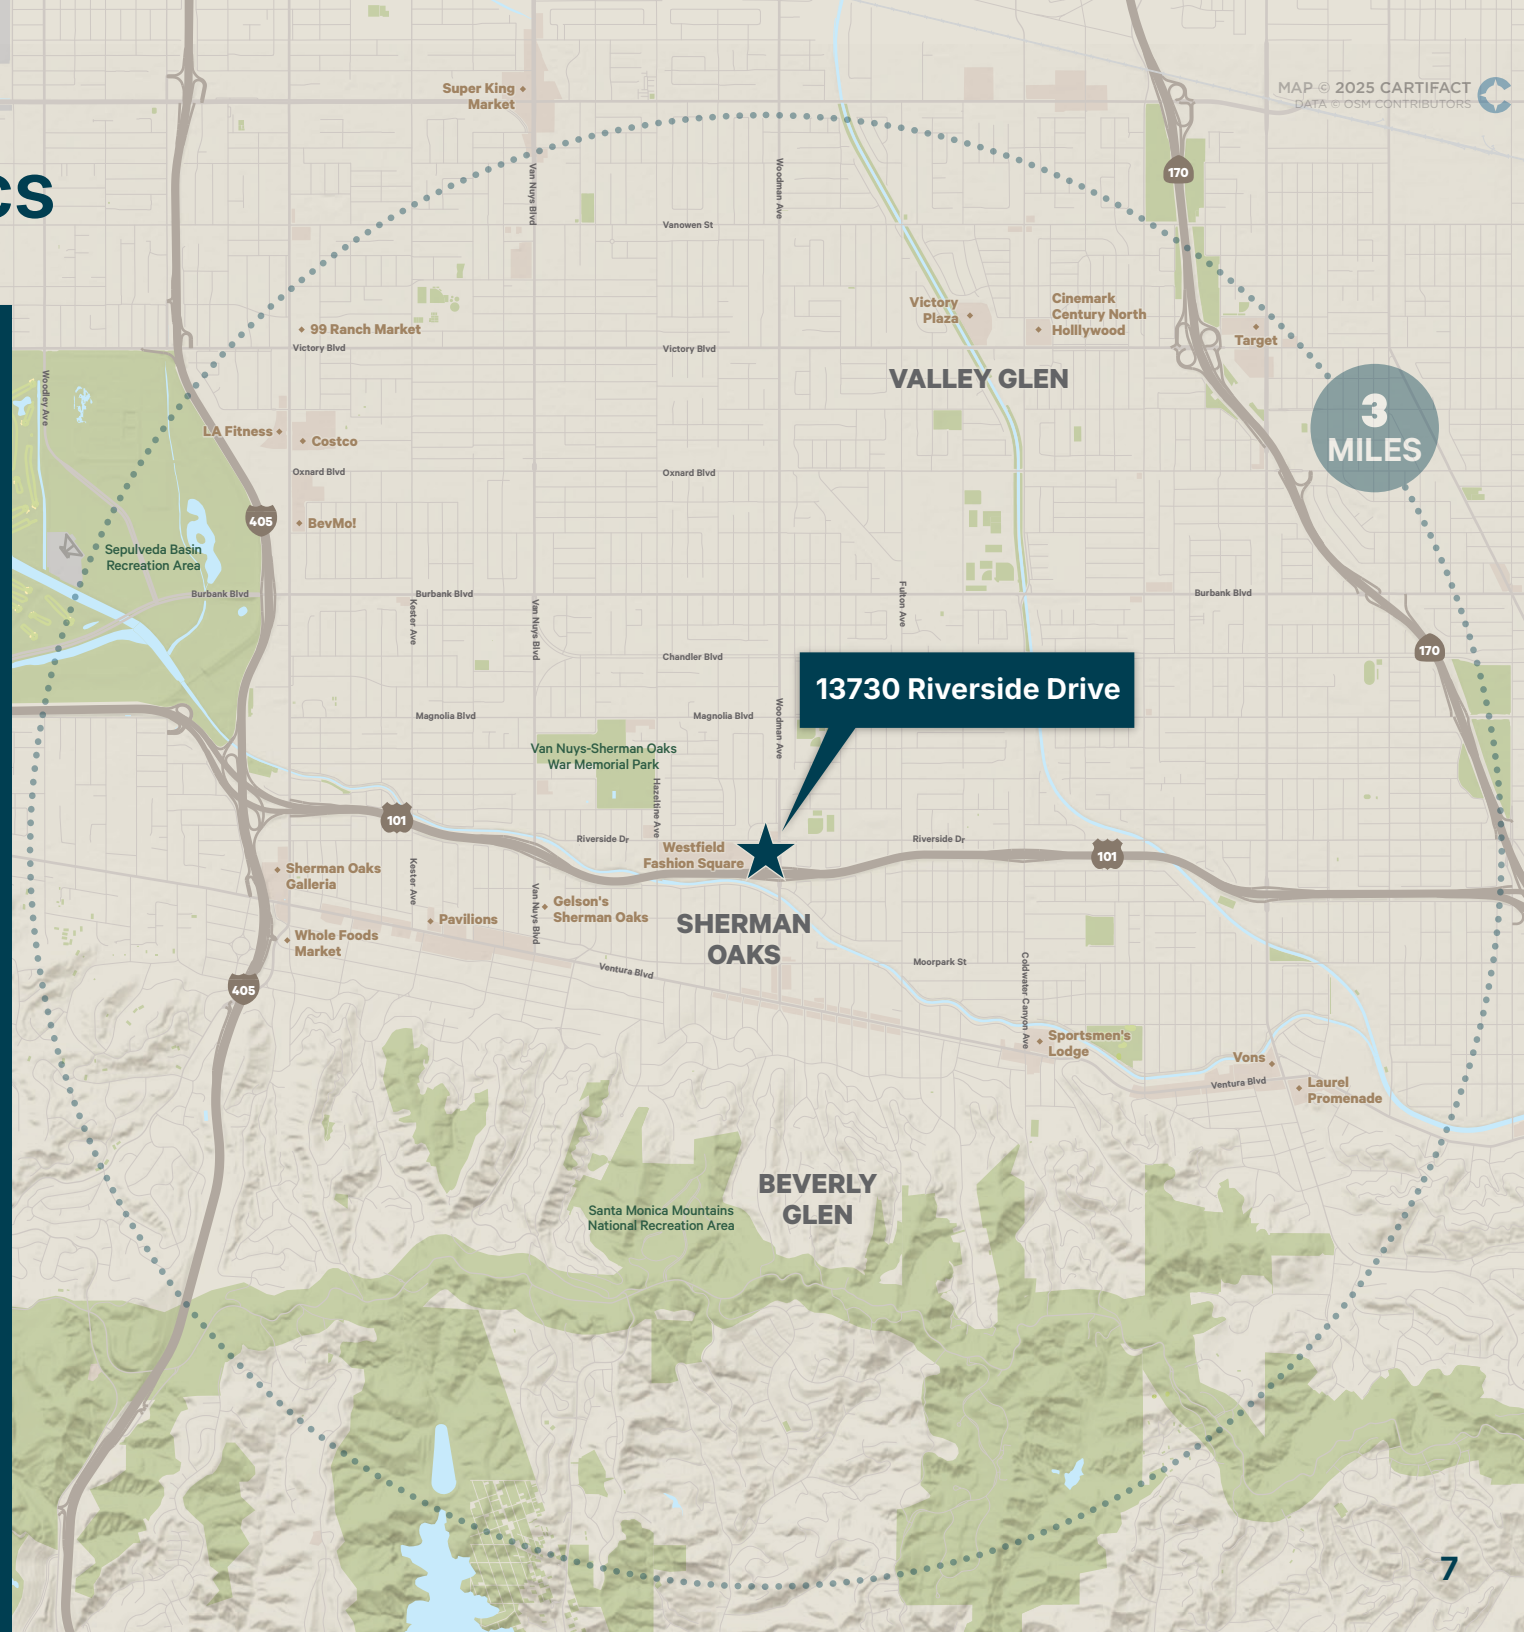 cs
MAP © 2025 CARTIFACT
DATA © OSM CONTRIBUTORS
Super King
Market
170
Van Nuys Blvd
Woodman Ave
Vanowen St
99 Ranch Market
Victory Blvd
Victory Blvd
Victory
Plaza
Cinemark
Century North
Holllywood
Target
VALLEY GLEN
3
MILES
Woodley Ave
LA Fitness
Costco
Oxnard Blvd
Oxnard Blvd
405
BevMo!
Sepulveda Basin
Recreation Area
Burbank Blvd
Burbank Blvd
Burbank Blvd
Kester Ave
Van Nuys Blvd
Fulton Ave
170
Chandler Blvd
13730 Riverside Drive
Magnolia Blvd
Magnolia Blvd
Woodman Ave
Van Nuys-Sherman Oaks
War Memorial Park
Hazeltine Ave
101
Riverside Dr
Riverside Dr
Westfield
Fashion Square
101
Sherman Oaks
Galleria
Kester Ave
Van Nuys Blvd
Gelson's
Sherman Oaks
Pavilions
Whole Foods
Market
SHERMAN
OAKS
Ventura Blvd
Moorpark St
Coldwater Canyon Ave
405
Sportsmen's
Lodge
Vons
Ventura Blvd
Laurel
Promenade
BEVERLY
GLEN
Santa Monica Mountains
National Recreation Area
7